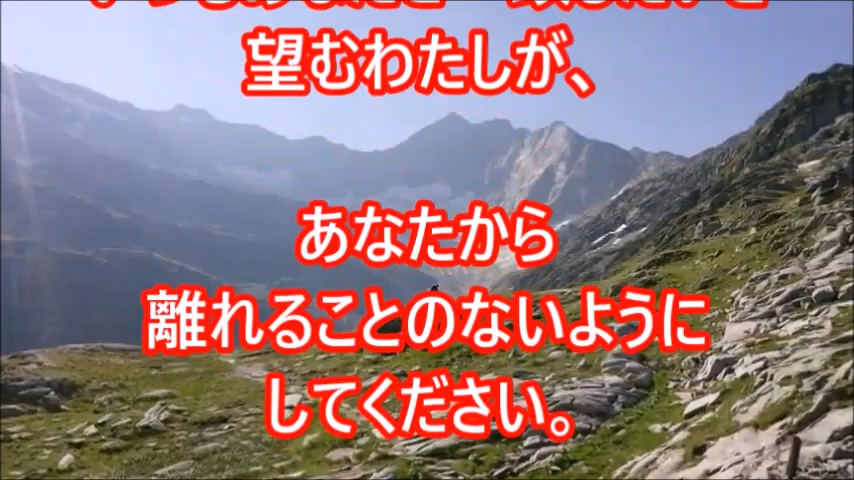 望むわたしが、
あなたから
離れることのないように
してください。